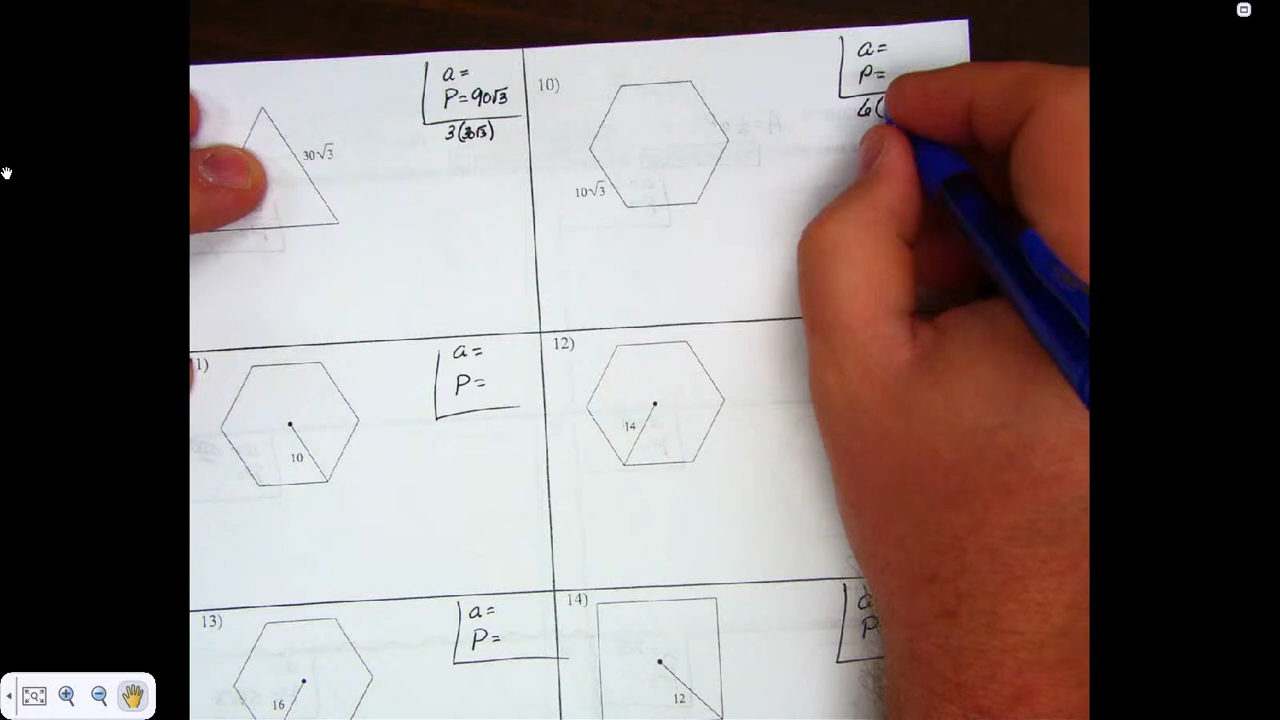 a=
P=90√3
3(30√3)
30√3
10)
a=
P=
6(
10√3
1)
a=
P=
10
12)
14
13)
a=
P=
16
14)
a
P
12